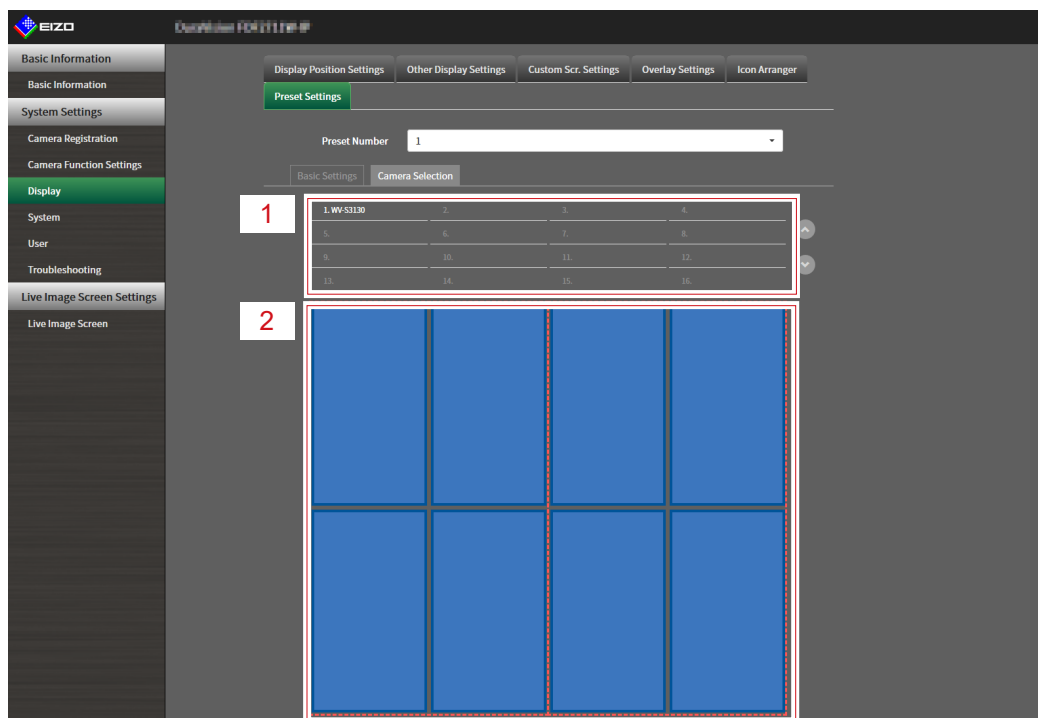 EIZO
Basic Information
Basic Information
System Settings
Camera Registration
Camera Function Settings
Display
System
User
Troubleshooting
Live Image Screen Settings
Live Image Screen
Display Position Settings Other Display Settings Custom Scr. Settings Overlay Settings Icon Arranger
Preset Settings
Preset Number 1
Basic Settings Camera Selection
1
1. WV-S3130 2. 3. 4.
5. 6. 7. 8.
9. 10. 11. 12.
13. 14. 15. 16.
2